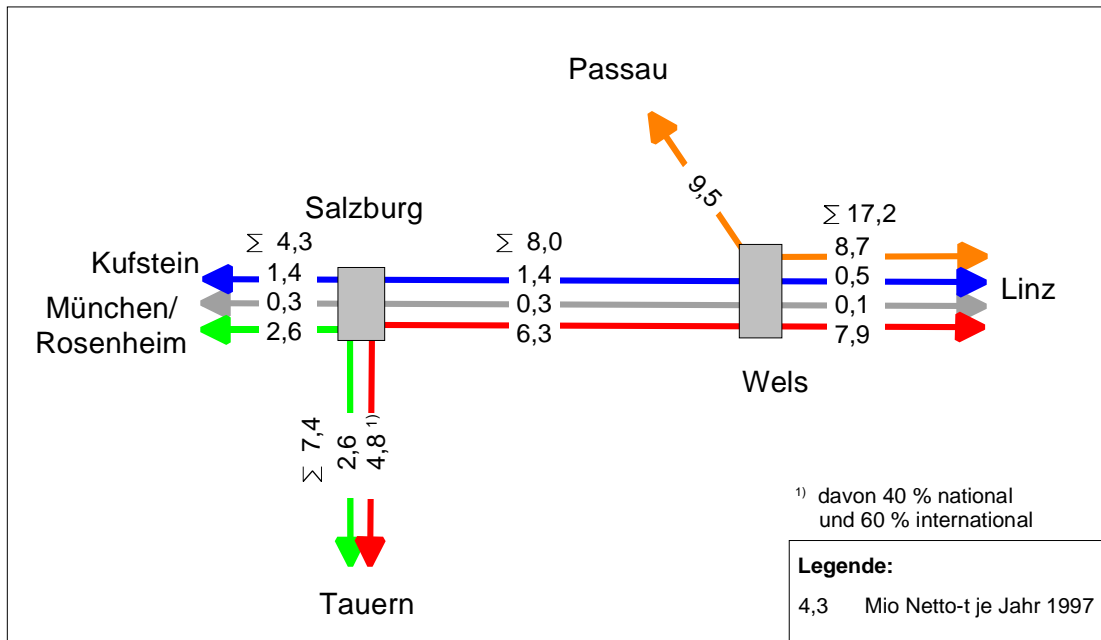 Passau
9,5
Salzburg
∑ 17,2
∑ 4,3
∑ 8,0
8,7
Kufstein
1,4
1,4
0,5
München/
Rosenheim
0,3
0,3
0,1
Linz
2,6
6,3
7,9
Wels
∑ 7,4
2,6
4,8 1)
1) davon 40 % national
und 60 % international
Tauern
Legende:
4,3 Mio Netto-t je Jahr 1997